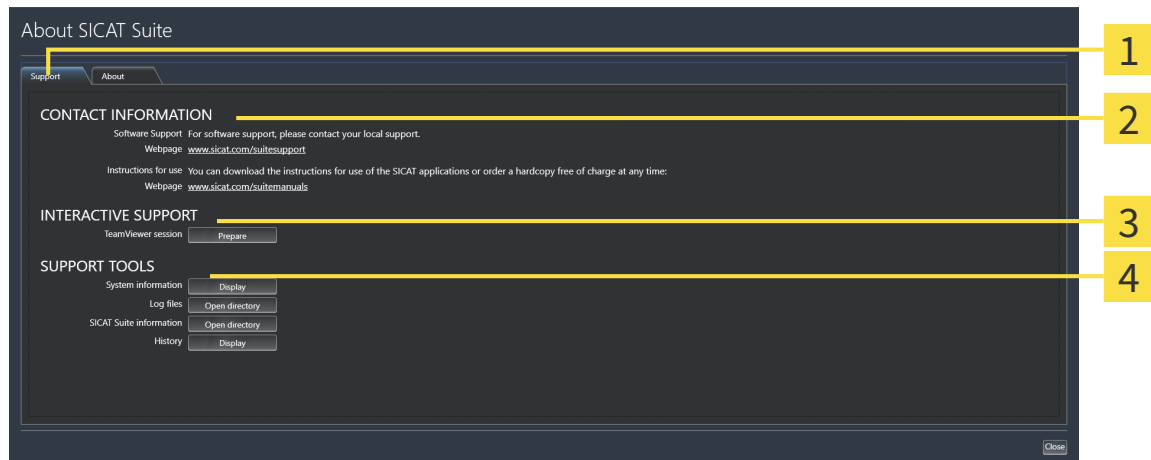 About SICAT Suite
1
Support About
CONTACT INFORMATION
2
Software Support For software support, please contact your local support.
Webpage www.sicat.com/suitesupport
Instructions for use You can download the instructions for use of the SICAT applications or order a hardcopy free of charge at any time:
Webpage www.sicat.com/suitemanuals
INTERACTIVE SUPPORT
3
TeamViewer session Prepare
SUPPORT TOOLS
4
System information Display
Log files Open directory
SICAT Suite information Open directory
History Display
Close